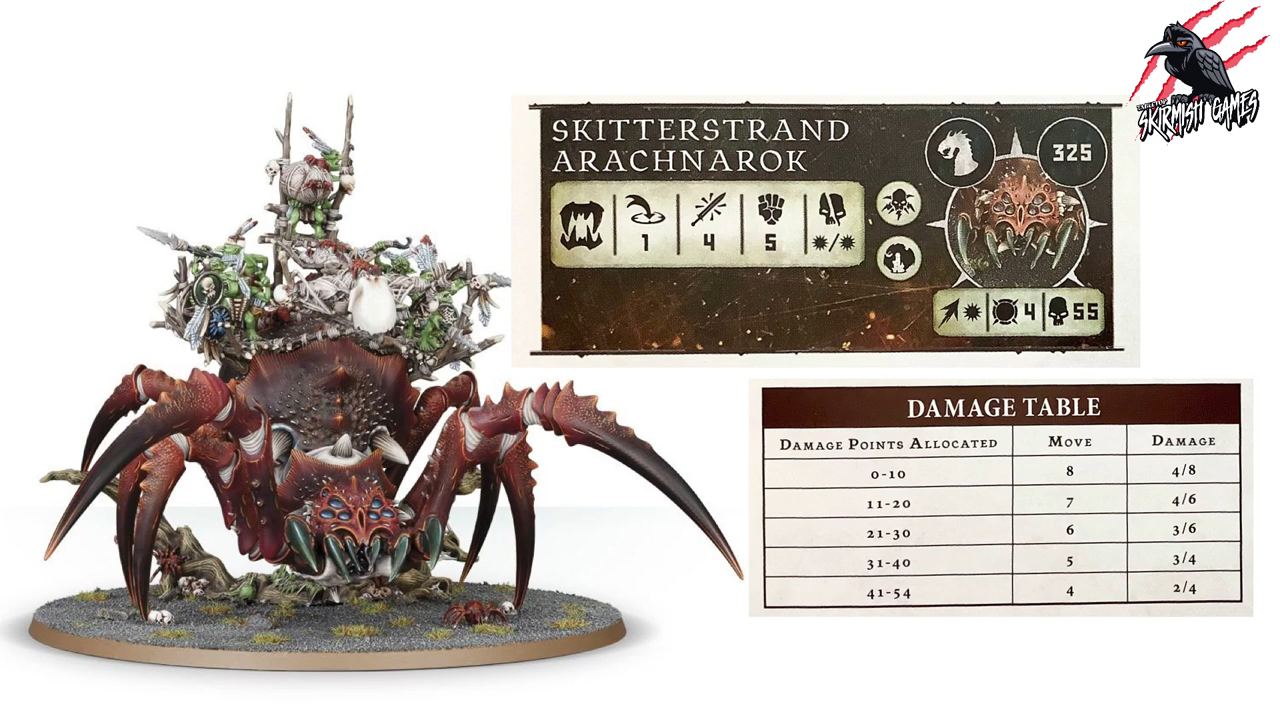 SKIRMISH GAMES
SKITTERSTRAND
ARACHNAROK
325
1 4 5 /
4 55
DAMAGE TABLE
DAMAGE POINTS ALLOCATED MOVE DAMAGE
0-10 8 4/8
11-20 7 4/6
21-30 6 3/6
31-40 5 3/4
41-54 4 2/4